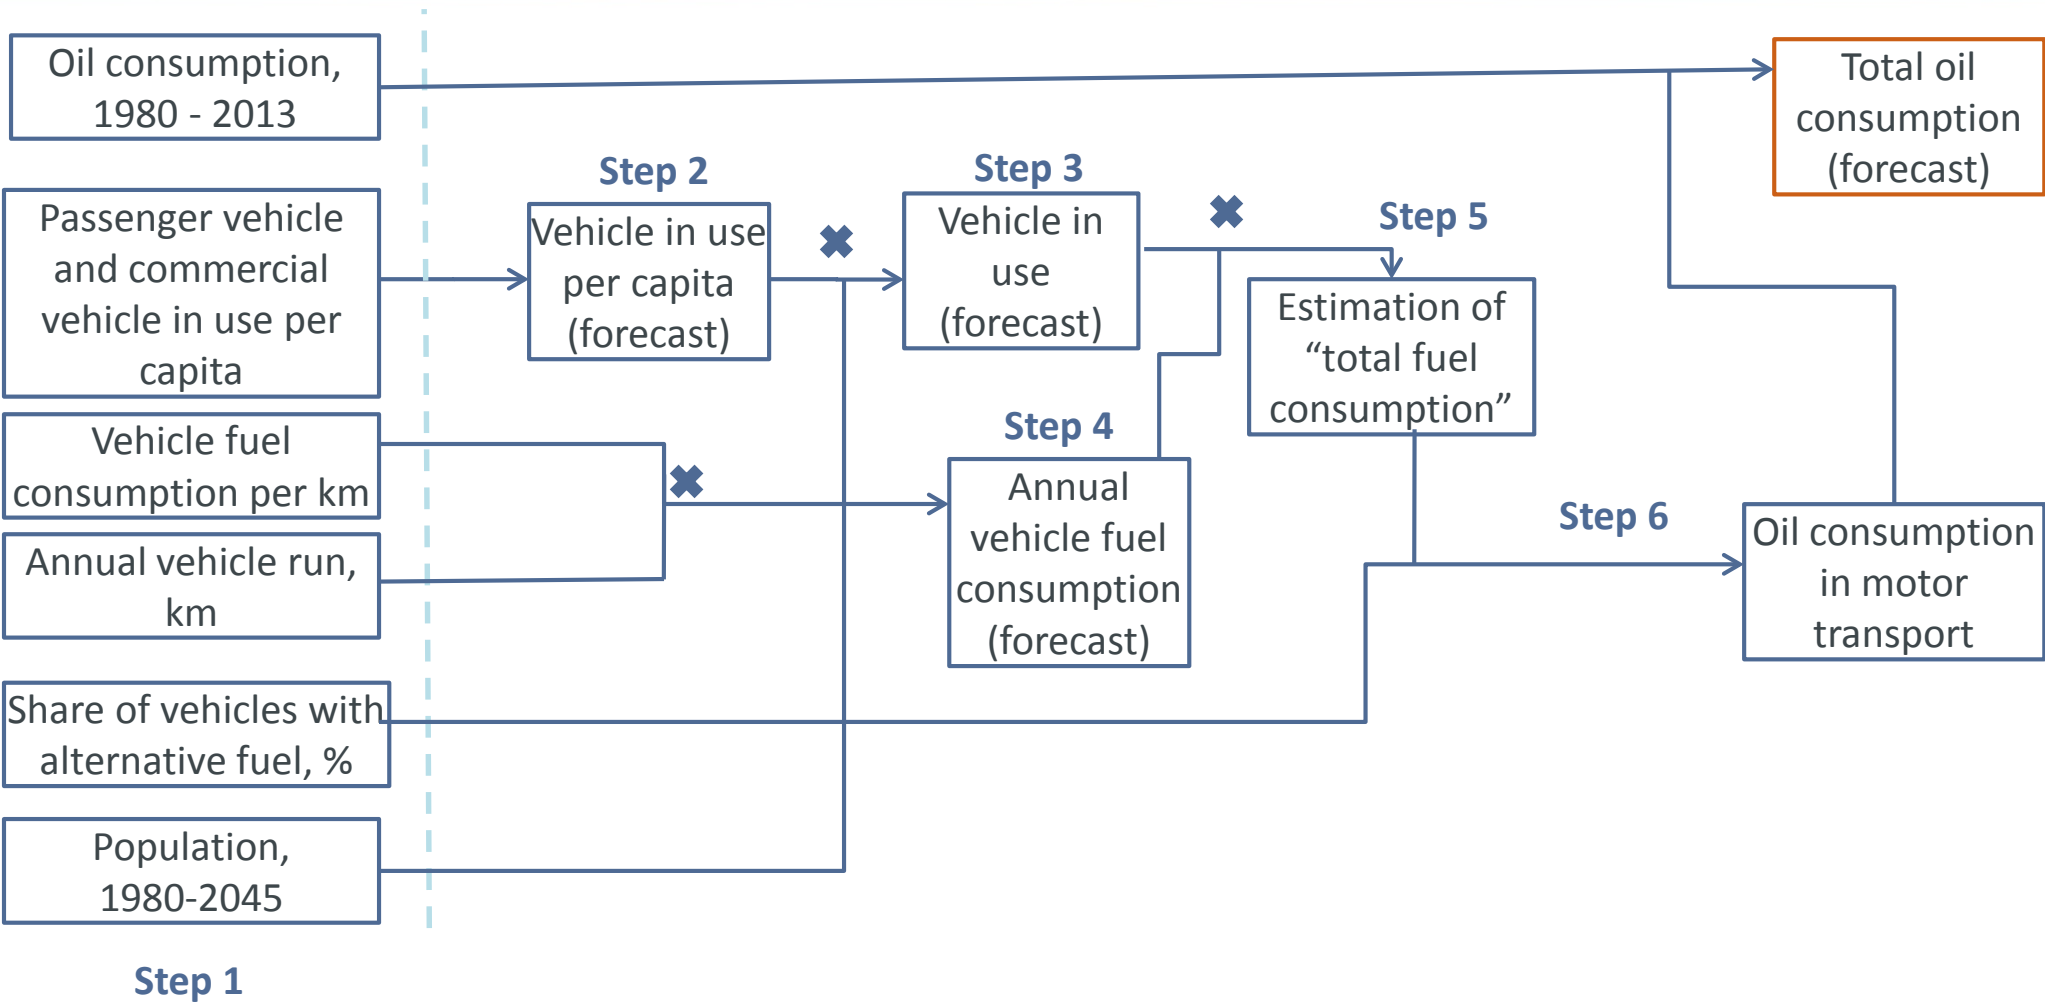 Oil consumption,
1980 - 2013
Passenger vehicle
and commercial
vehicle in use per
capita
Vehicle fuel
consumption per km
Annual vehicle run,
km
Share of vehicles with
alternative fuel, %
Population,
1980-2045
Step 1
Step 2
Vehicle in use
per capita
(forecast)
Step 3
Vehicle in
use
(forecast)
Step 4
Annual
vehicle fuel
consumption
(forecast)
Step 5
Estimation of
“total fuel
consumption”
Step 6
Oil consumption
in motor
transport
Total oil
consumption
(forecast)